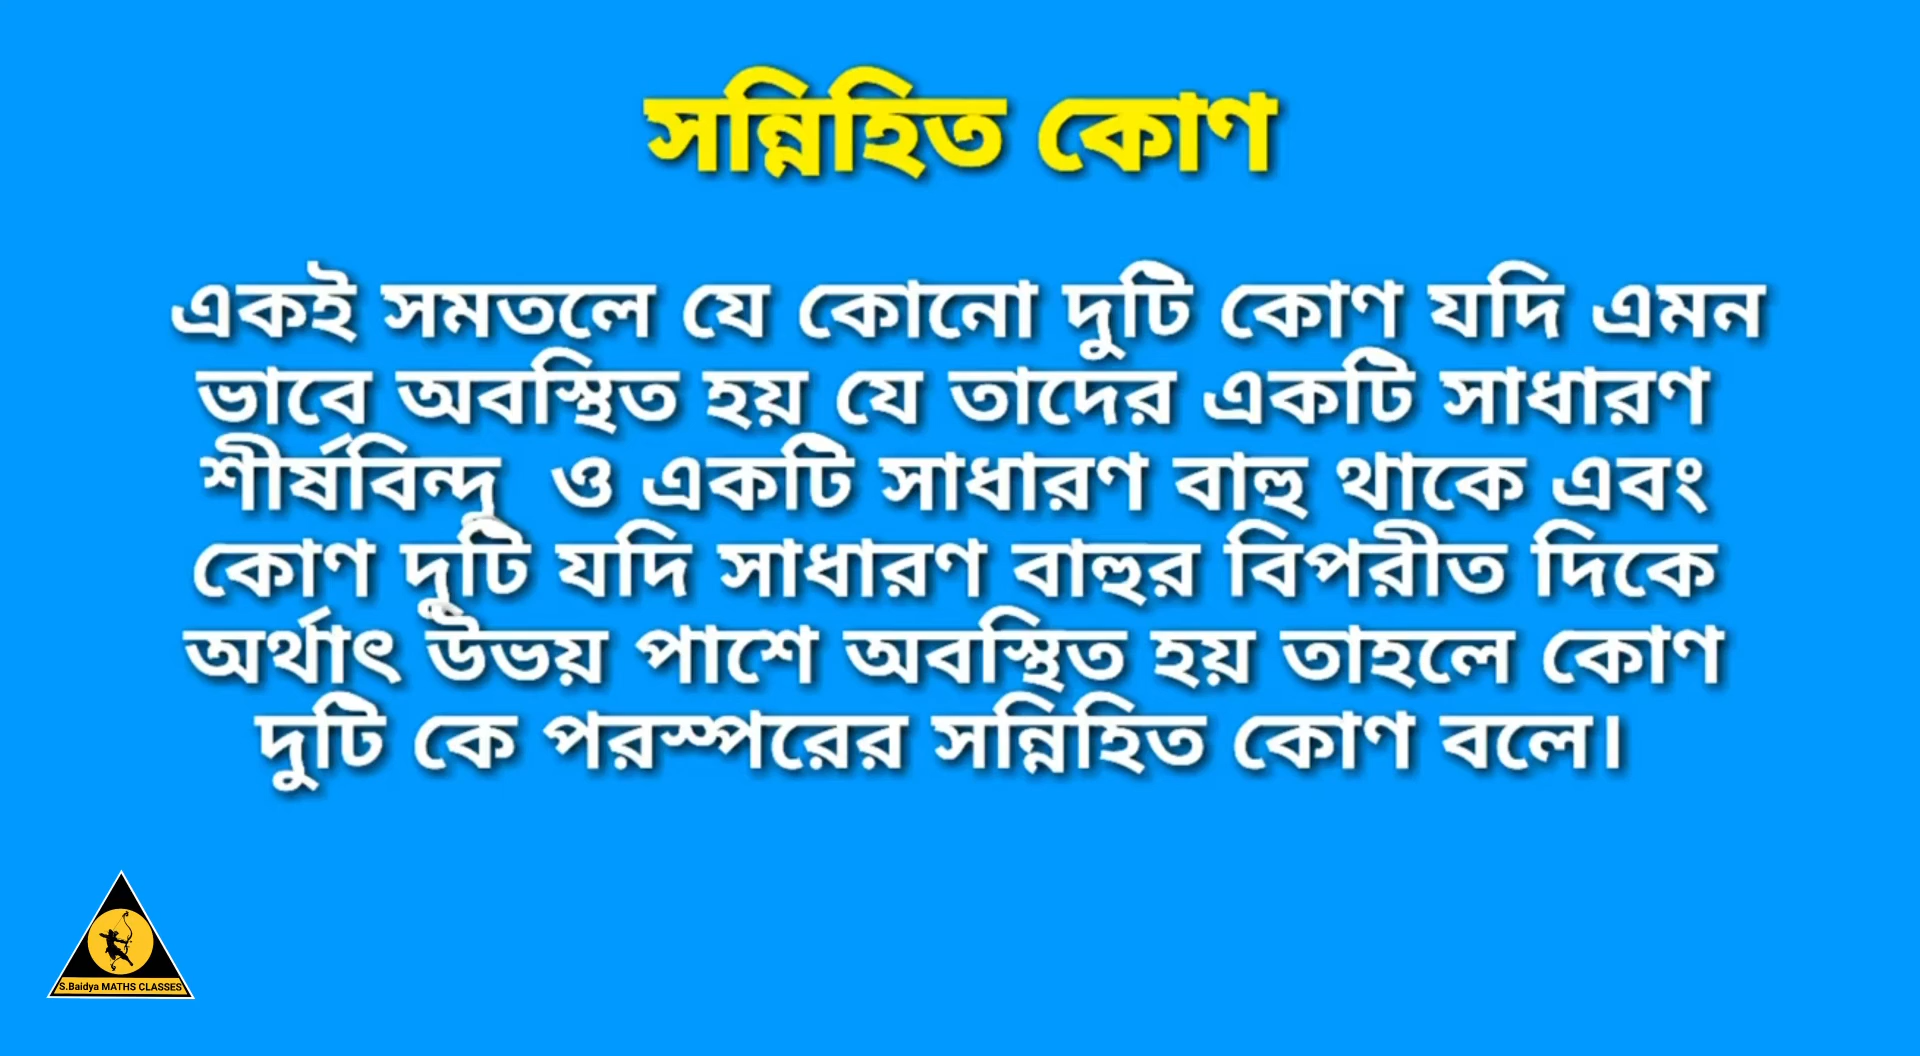 সন্নিহিত কোণ
একই সমতলে যে কোনো দুটি কোণ যদি এমন
ভাবে অবস্থিত হয় যে তাদের একটি সাধারণ
শীর্ষবিন্দু ও একটি সাধারণ বাহু থাকে এবং
কোণ দুটি যদি সাধারণ বাহুর বিপরীত দিকে
অর্থাৎ উভয় পাশে অবস্থিত হয় তাহলে কোণ
দুটি কে পরস্পরের সন্নিহিত কোণ বলে।
S.Baidya MATHS CLASSES